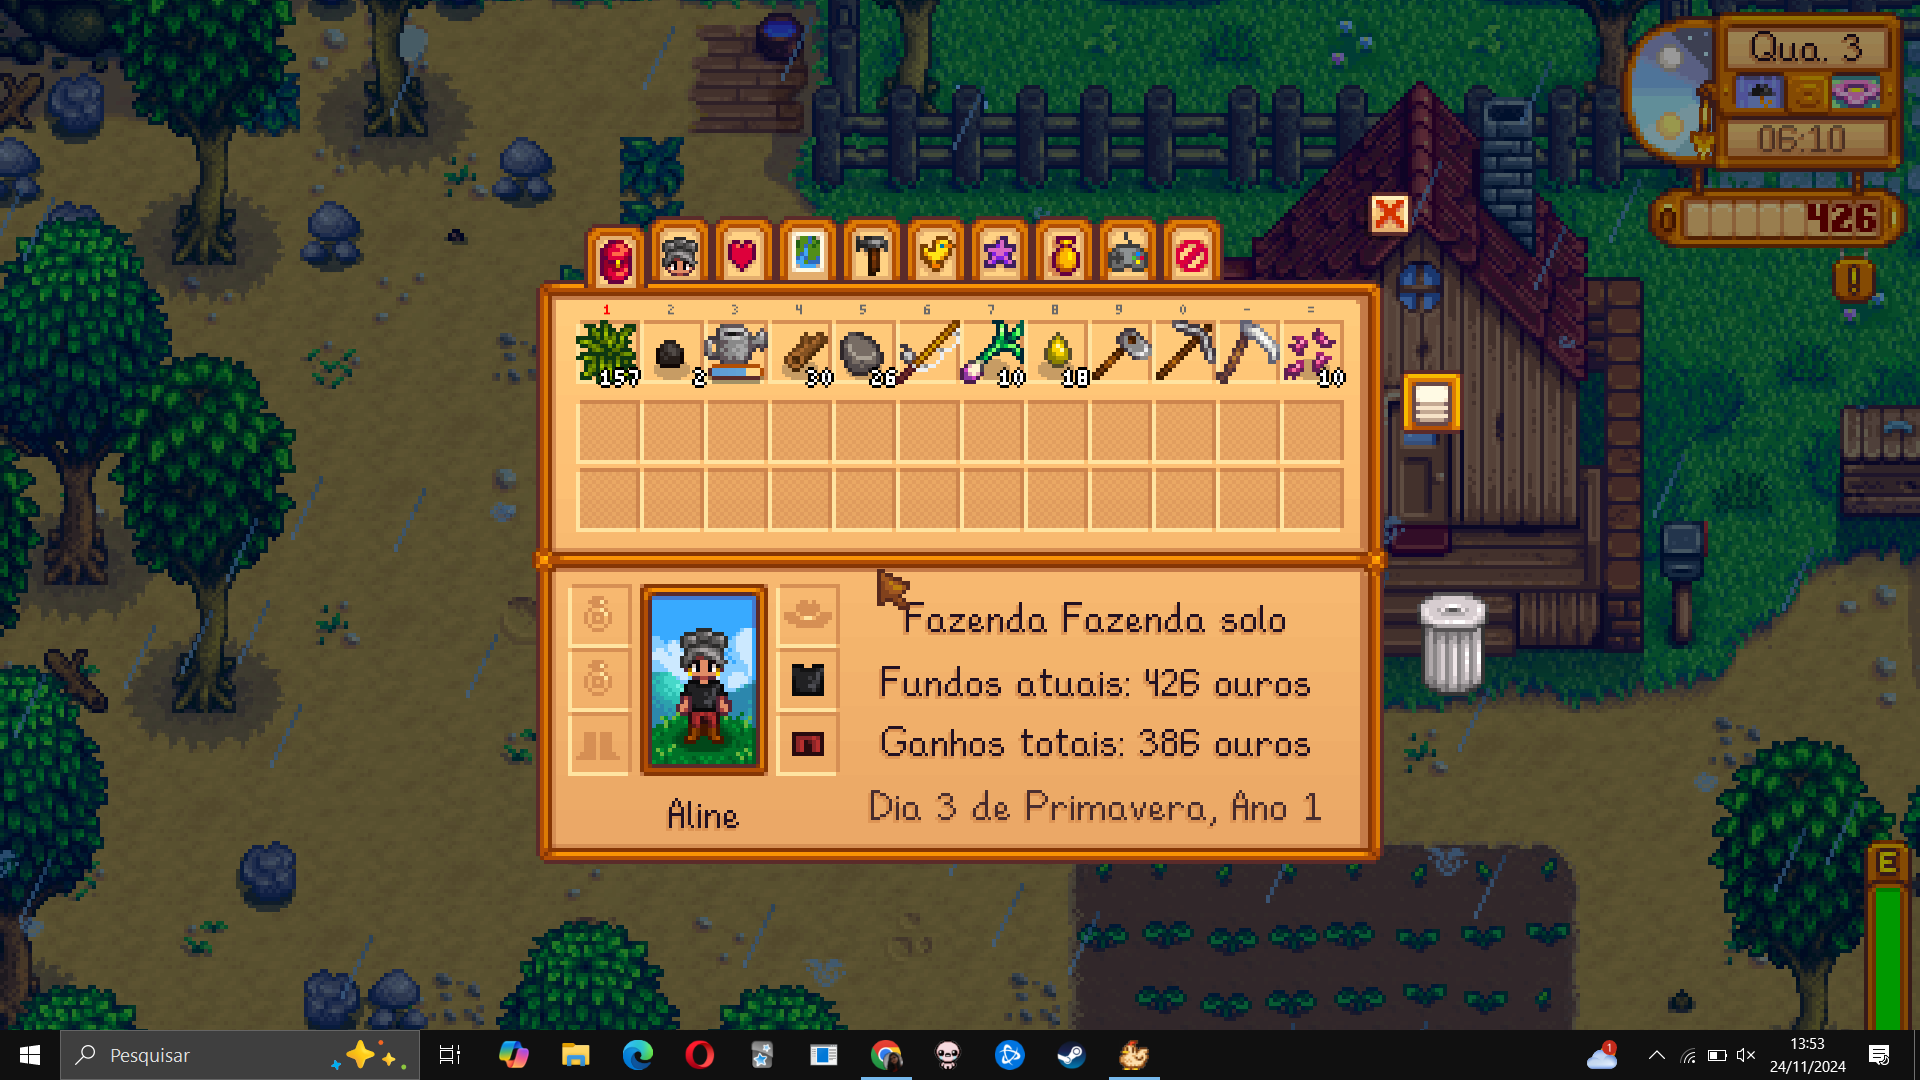 Qua. 3
06:10
426
1 2 3 4 5 6 7 8 9 0 - =
157 2 30 26 10 18 10
Fazenda Fazenda solo
Fundos atuais: 426 ouros
Ganhos totais: 386 ouros
Dia 3 de Primavera, Ano 1
Aline
E
Pesquisar
1
13:53
24/11/2024